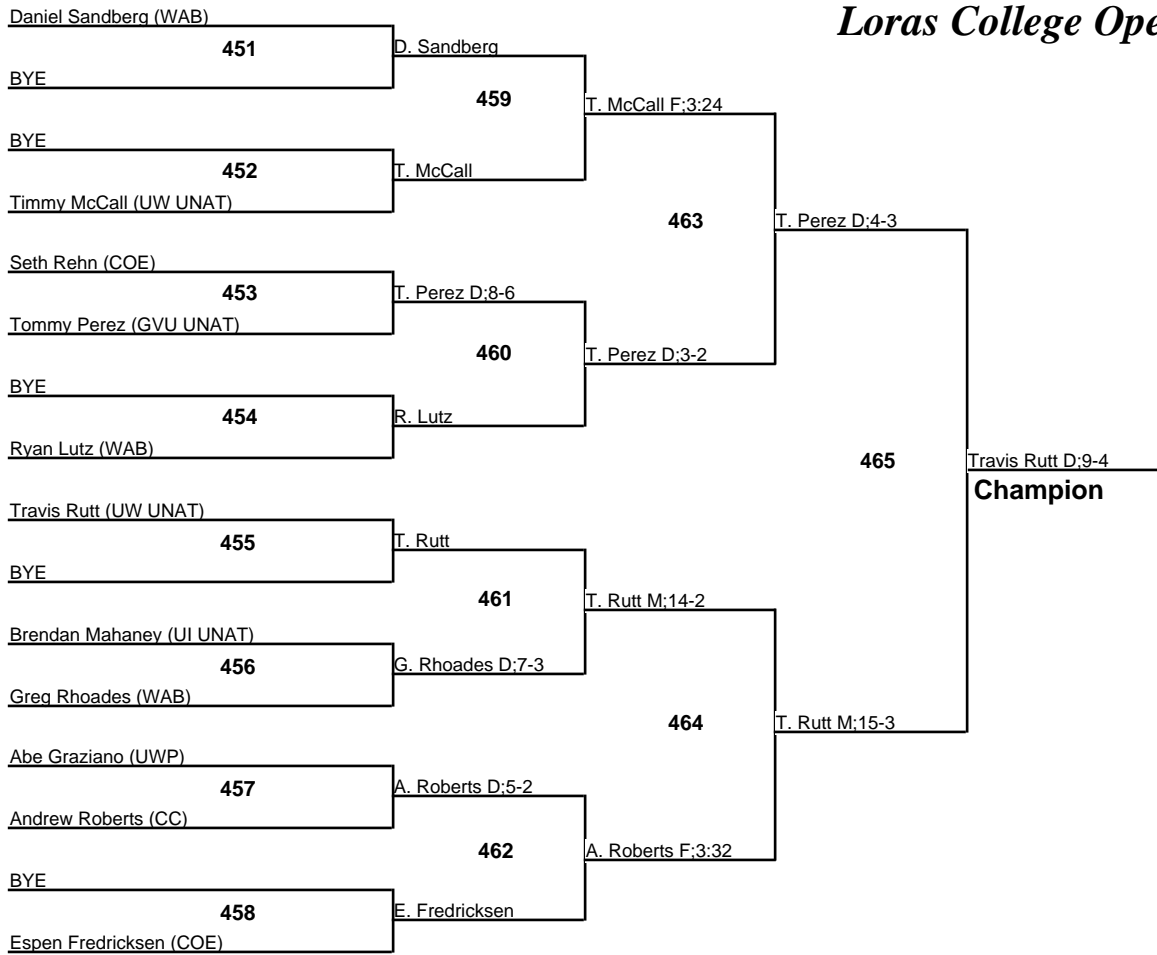 Loras College Ope
Daniel Sandberg (WAB)
451
BYE
D. Sandberg
459
BYE
452
Timmy McCall (UW UNAT)
T. McCall
T. McCall F;3:24
463
Seth Rehn (COE)
453
Tommy Perez (GVU UNAT)
T. Perez D;8-6
460
BYE
454
Ryan Lutz (WAB)
R. Lutz
T. Perez D;3-2
T. Perez D;4-3
465
Travis Rutt (UW UNAT)
455
BYE
T. Rutt
461
Brendan Mahaney (UI UNAT)
456
Greg Rhoades (WAB)
G. Rhoades D;7-3
T. Rutt M;14-2
464
Abe Graziano (UWP)
457
Andrew Roberts (CC)
A. Roberts D;5-2
462
BYE
458
Espen Fredricksen (COE)
E. Fredricksen
A. Roberts F;3:32
T. Rutt M;15-3
Travis Rutt D;9-4
Champion